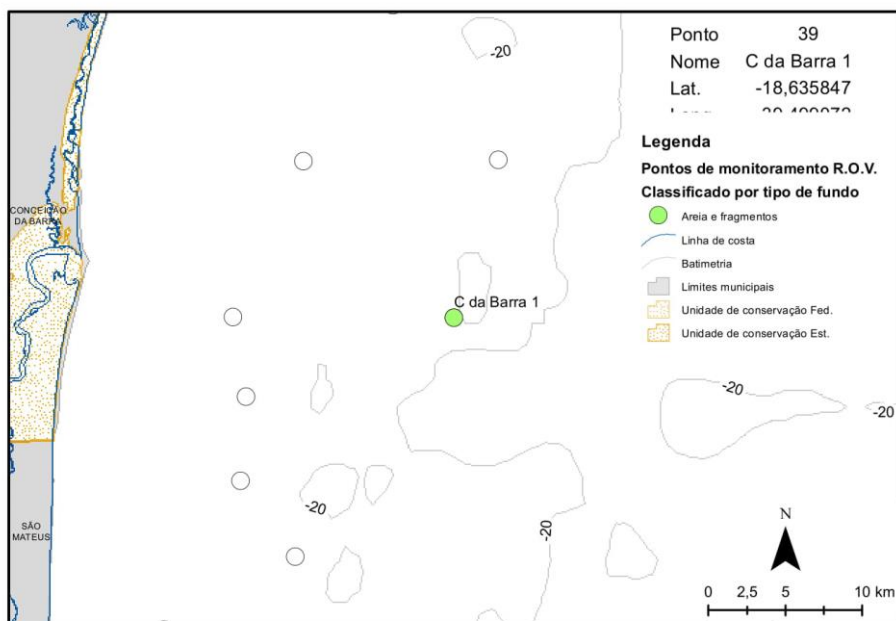 Ponto 39
Nome C da Barra 1
Lat. -18,635847
Legenda
Pontos de monitoramento R.O.V.
Classificado por tipo de fundo
Areia e fragmentos
Linha de costa
Batimetria
Limites municipais
Unidade de conservação Fed.
Unidade de conservação Est.
-20
CONCEIÇÃO
DA BARRA
C da Barra 1
-20
-20
-20
-20
SÃO
MATEUS
N
0 2,5 5 10 km